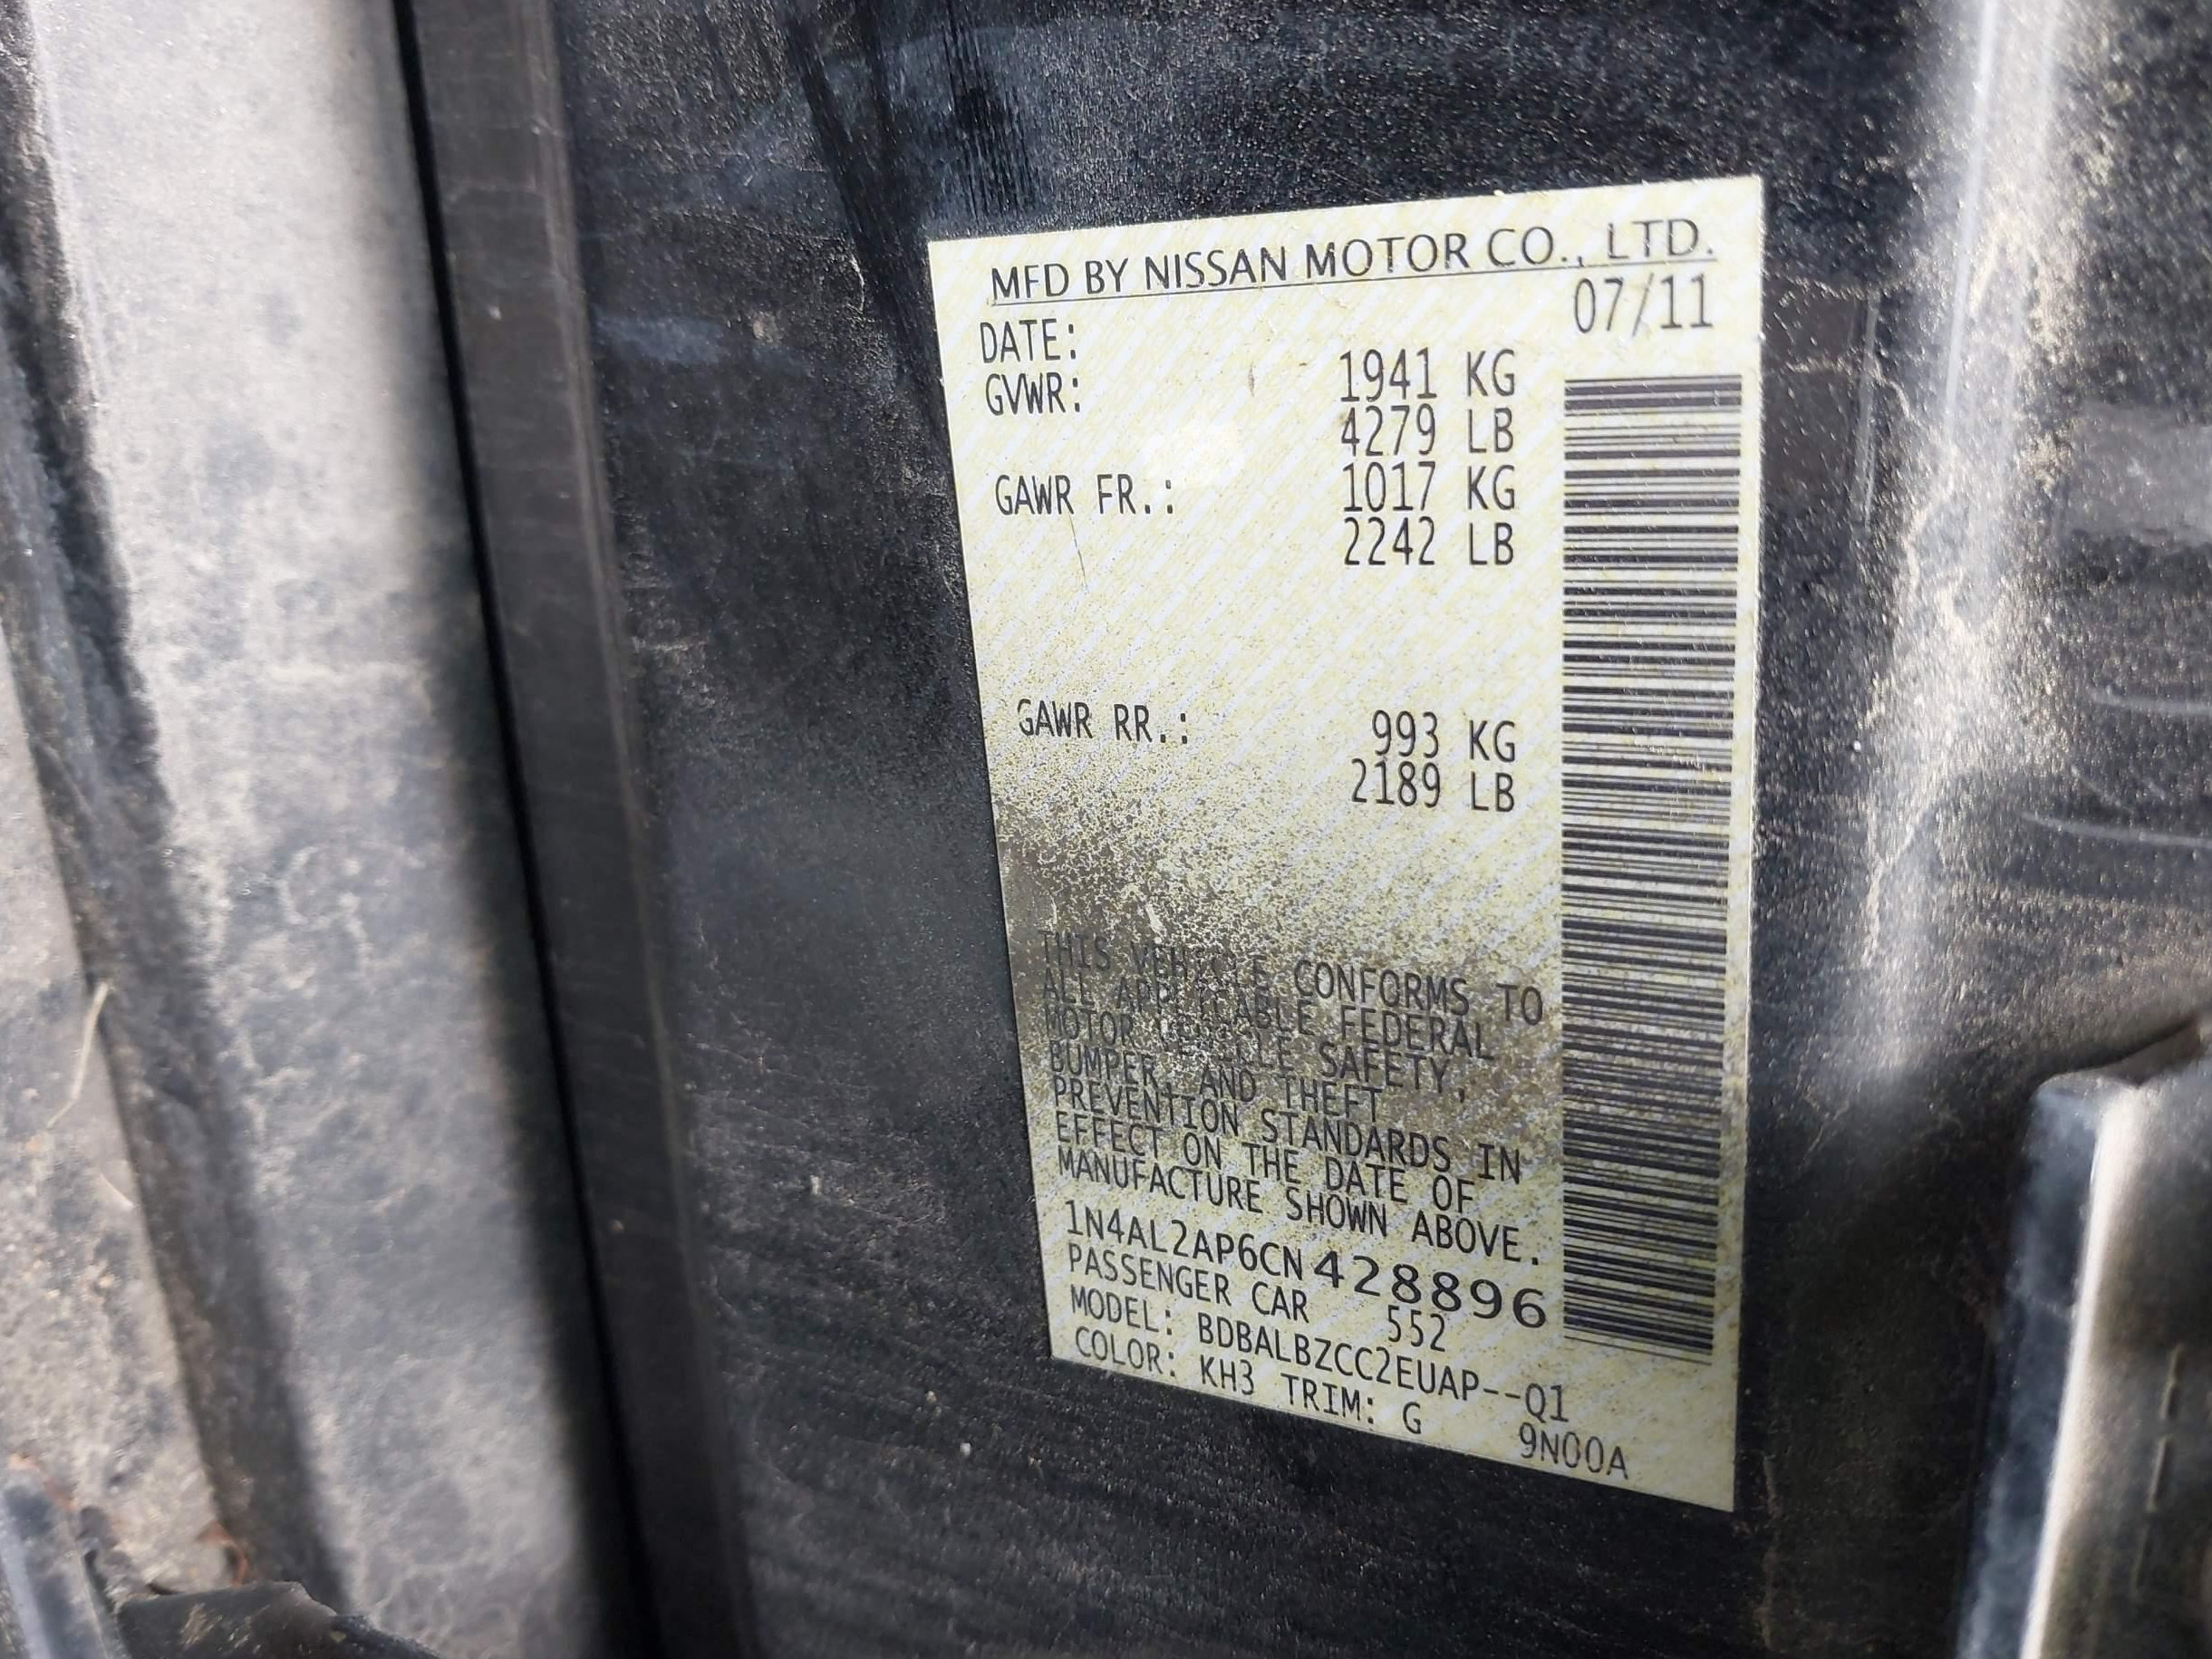 MFD BY NISSAN MOTOR CO., LTD.
DATE: 07/11
GVWR: 1941 KG
4279 LB
GAWR FR.: 1017 KG
2242 LB
GAWR RR.: 993 KG
2189 LB
THIS VEHICLE CONFORMS TO
ALL APPLICABLE FEDERAL
MOTOR VEHICLE SAFETY,
BUMPER, AND THEFT
PREVENTION STANDARDS IN
EFFECT ON THE DATE OF
MANUFACTURE SHOWN ABOVE.
1N4AL2AP6CN428896
PASSENGER CAR 552
MODEL: BDBALBZCC2EUAP--Q1
COLOR: KH3 TRIM: G 9N00A